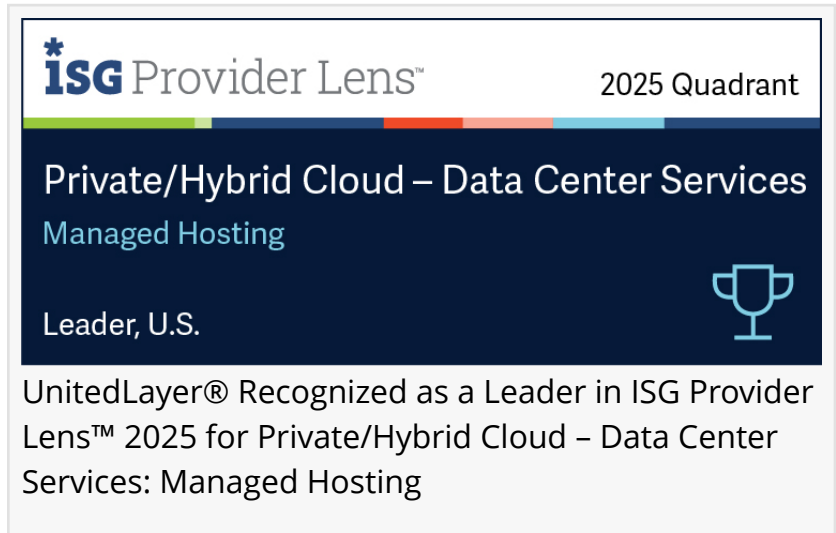 iSG Provider Lens™
2025 Quadrant
Private/Hybrid Cloud – Data Center Services
Managed Hosting
Leader, U.S.
UnitedLayer® Recognized as a Leader in ISG Provider
Lens™ 2025 for Private/Hybrid Cloud – Data Center
Services: Managed Hosting